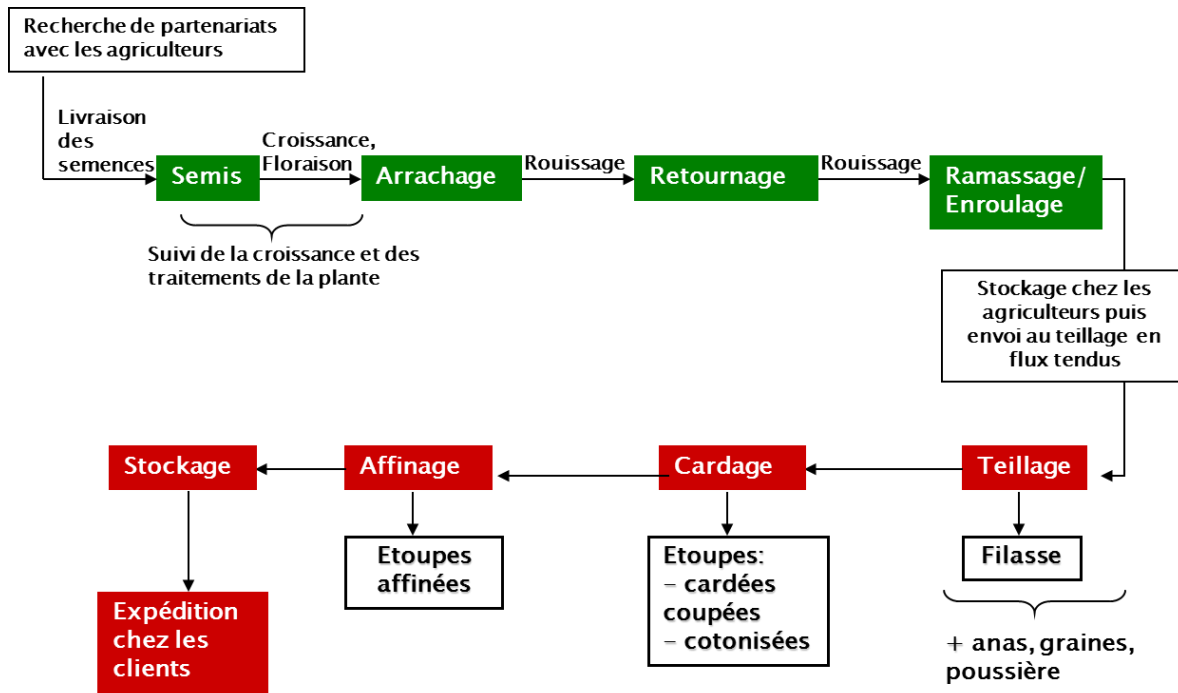 Recherche de partenariats
avec les agriculteurs
Livraison
des
semences
Semis
Croissance,
Floraison
Arrachage
Rouissage
Retournage
Rouissage
Ramassage/
Enroulage
Suivi de la croissance et des
traitements de la plante
Stockage chez les
agriculteurs puis
envoi au teillage en
flux tendus
Teillage
Cardage
Affinage
Stockage
Filasse
+ anas, graines,
poussière
Etoupes:
– cardées
coupées
– cotonisées
Etoupes
affinées
Expédition
chez les
clients